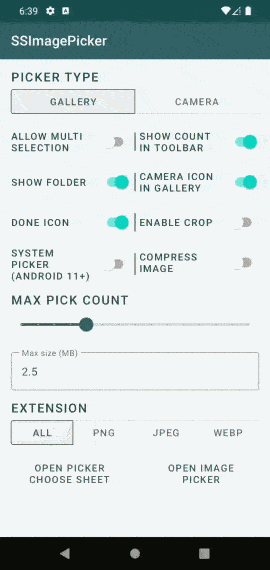 6:39
SSImagePicker
PICKER TYPE
GALLERY CAMERA
ALLOW MULTI
SELECTION
SHOW COUNT
IN TOOLBAR
SHOW FOLDER
CAMERA ICON
IN GALLERY
DONE ICON
ENABLE CROP
SYSTEM
PICKER
(ANDROID 11+)
COMPRESS
IMAGE
MAX PICK COUNT
Max size (MB)
2.5
EXTENSION
ALL PNG JPEG WEBP
OPEN PICKER
CHOOSE SHEET
OPEN IMAGE
PICKER